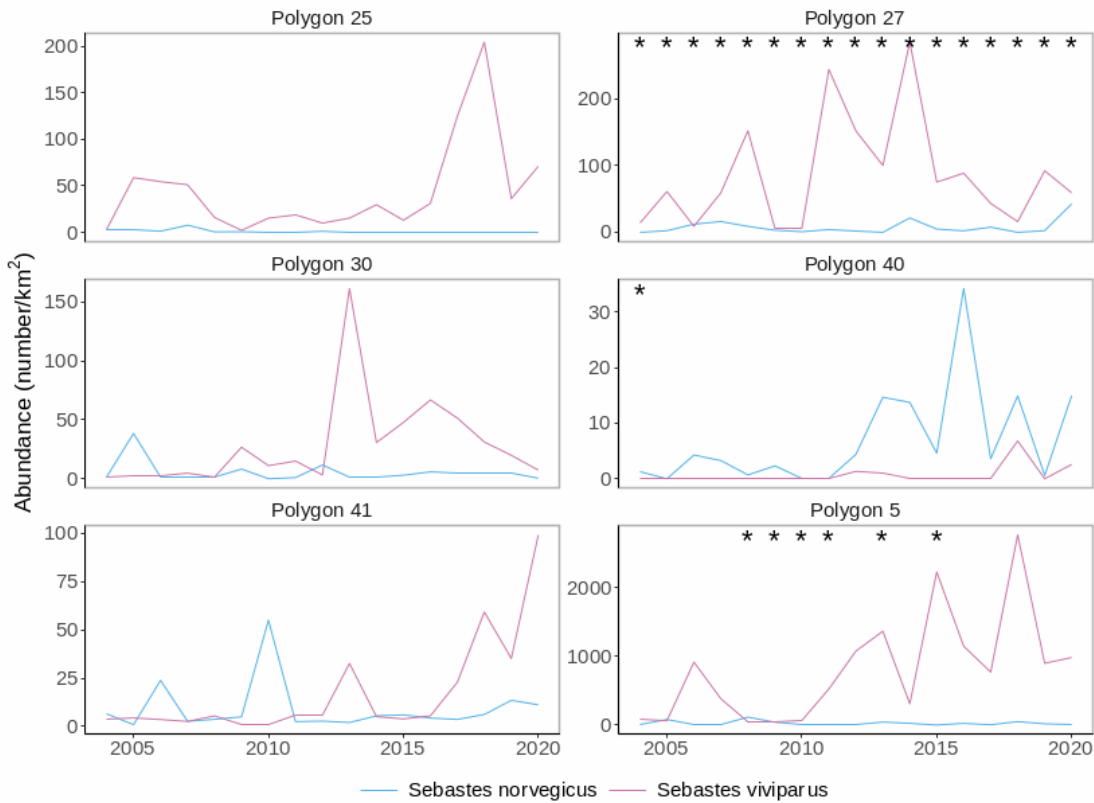 Polygon 25
Polygon 27
200
150
100
50
0
200
100
0
* * * * * * * * * * * * * * * * *
Polygon 30
Polygon 40
150
100
50
0
30
20
10
0
*
Polygon 41
Polygon 5
100
75
50
25
0
2000
1000
0
* * * * * *
2005 2010 2015 2020
2005 2010 2015 2020
Abundance (number/km²)
Sebastes norvegicus Sebastes viviparus